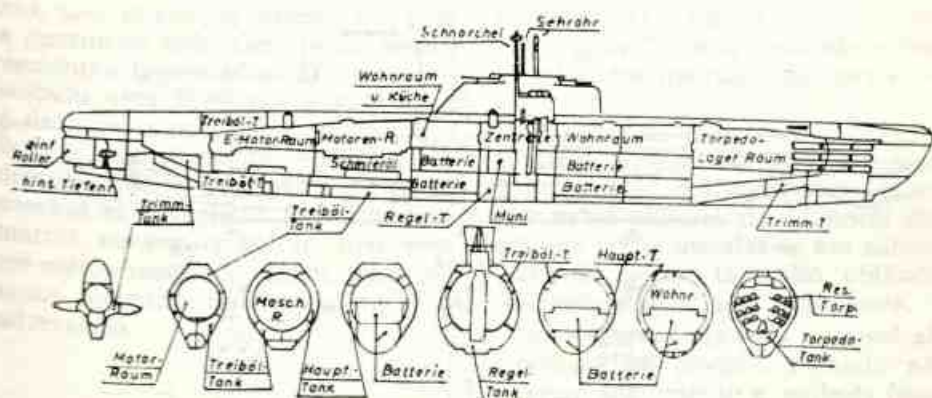 Schnorchel
Sehrohr
Wohnraum
u. Küche
Treiböl-T.
E-Motor Raum
Motoren-R.
Zentrale
Wohnraum
Torpedo-
Lager Raum
Schmieröl
Batterie
Batterie
einf.
Roller
hins Tiefenr.
Treiböl-T.
Batterie
Batterie
Trimm-
Tank
Treiböl-
Tank
Regel-T.
Muni
Trimm-T.
Treiböl-T.
Haupt-T.
Masch
R.
Wohnr.
Res.
Torp.
Motor-
Raum
Treiböl-
Tank
Haupt-
Tank
Batterie
Regel-
Tank
Batterie
Torpedo-
Tank